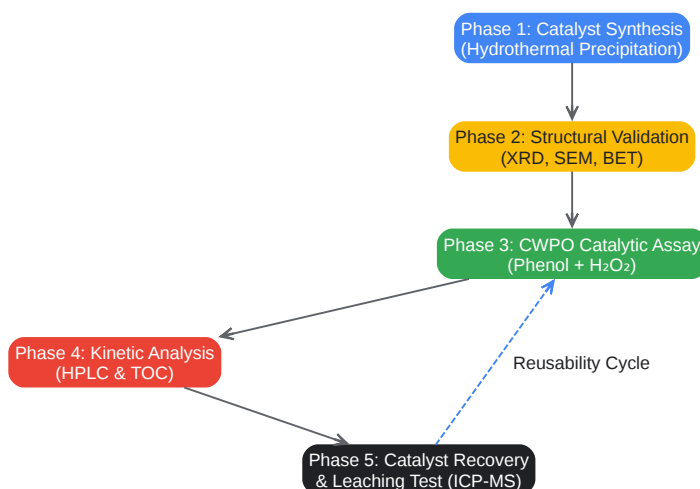 Phase 1: Catalyst Synthesis
(Hydrothermal Precipitation)
Phase 2: Structural Validation
(XRD, SEM, BET)
Phase 3: CWPO Catalytic Assay
(Phenol + H₂O₂)
Phase 4: Kinetic Analysis
(HPLC & TOC)
Reusability Cycle
Phase 5: Catalyst Recovery
& Leaching Test (ICP-MS)